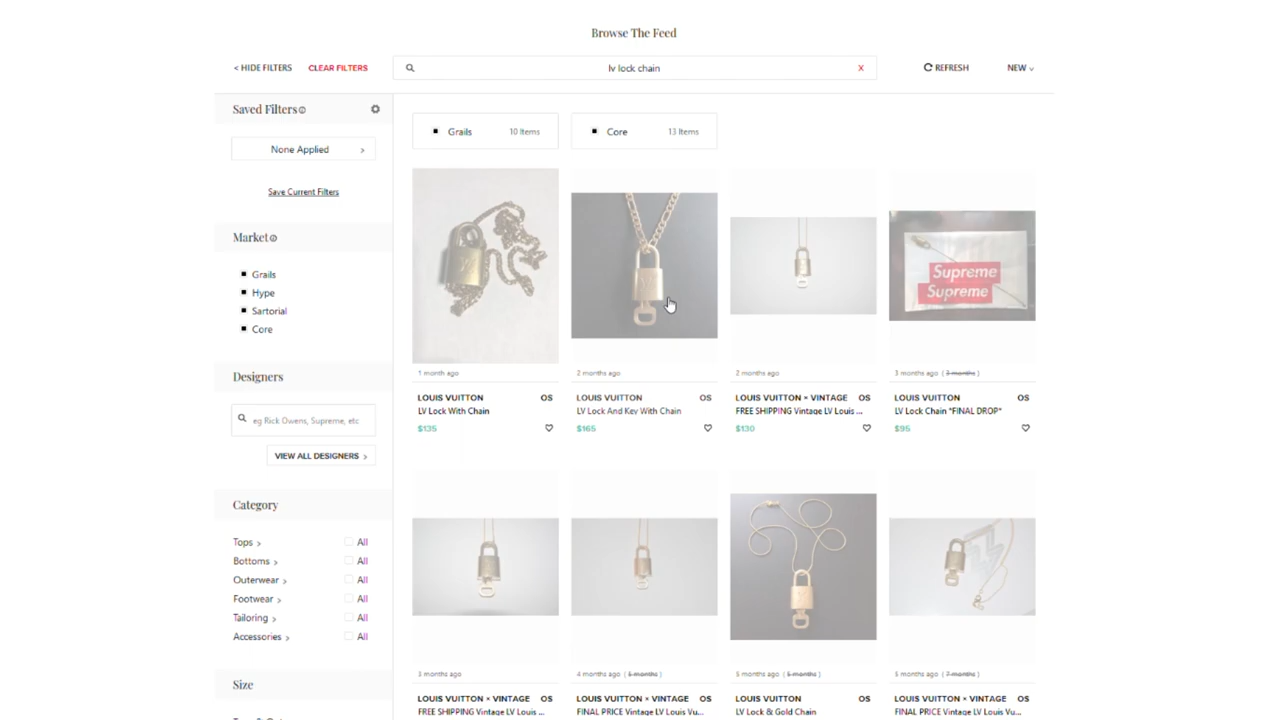 Browse The Feed
< HIDE FILTERS CLEAR FILTERS lv lock chain X REFRESH NEW
Saved Filters
None Applied >
Save Current Filters
Grails 10 Items Core 13 Items
Market
Grails
Hype
Sartorial
Core
Designers
eg Rick Owens, Supreme, etc
VIEW ALL DESIGNERS >
Category
Tops > All
Bottoms > All
Outerwear > All
Footwear > All
Tailoring > All
Accessories > All
Size
Supreme
Supreme
1 month ago 2 months ago 2 months ago 3 months ago ( 3 months )
LOUIS VUITTON OS LOUIS VUITTON OS LOUIS VUITTON × VINTAGE OS LOUIS VUITTON OS
LV Lock With Chain LV Lock And Key With Chain FREE SHIPPING Vintage LV Louis ... LV Lock Chain "FINAL DROP"
$135 $165 $130 $95
3 months ago 4 months ago ( 5 months ) 5 months ago ( 5 months ) 5 months ago ( 7 months )
LOUIS VUITTON × VINTAGE OS LOUIS VUITTON × VINTAGE OS LOUIS VUITTON OS LOUIS VUITTON × VINTAGE OS
FREE SHIPPING Vintage LV Louis ... FINAL PRICE Vintage LV Louis Vu... LV Lock & Gold Chain FINAL PRICE Vintage LV Louis Vu...